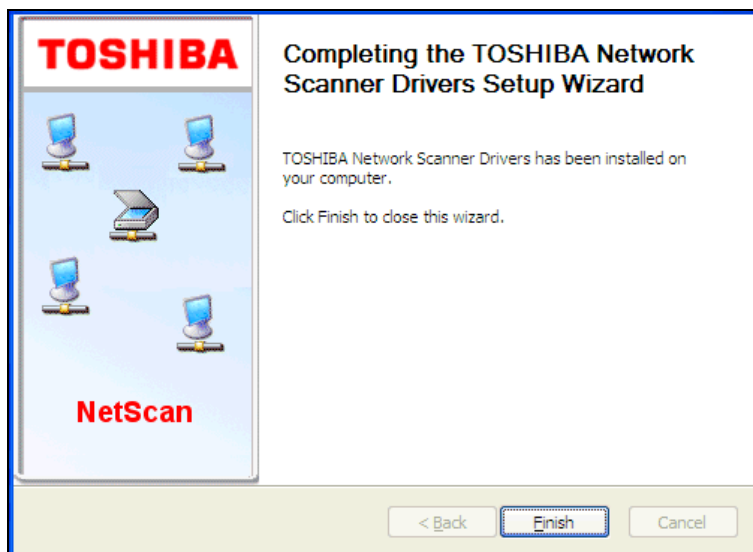 TOSHIBA
NetScan
Completing the TOSHIBA Network
Scanner Drivers Setup Wizard
TOSHIBA Network Scanner Drivers has been installed on
your computer.
Click Finish to close this wizard.
< Back
Finish
Cancel